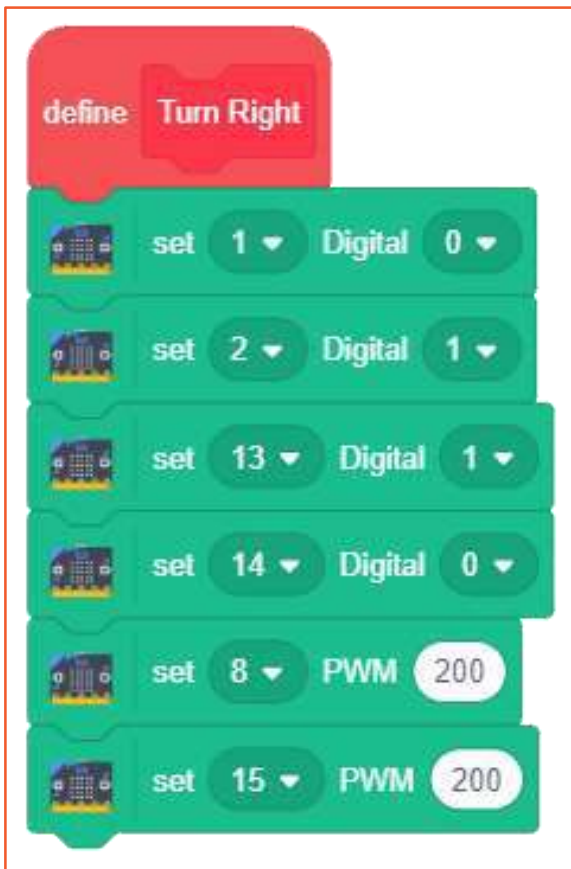 define Turn Right
set 1 Digital 0
set 2 Digital 1
set 13 Digital 1
set 14 Digital 0
set 8 PWM 200
set 15 PWM 200